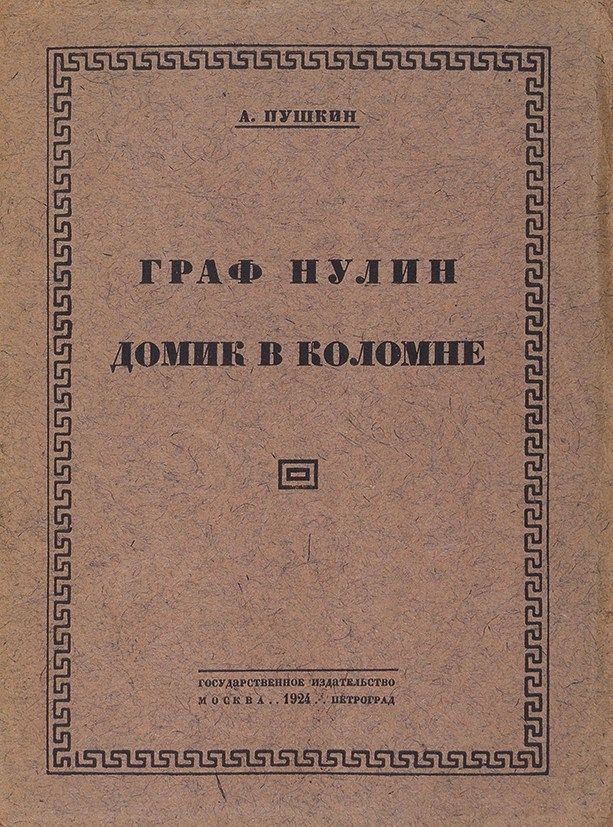 А. ПУШКИН
ГРАФ НУЛИН
ДОМИК В КОЛОМНЕ
ГОСУДАРСТВЕННОЕ ИЗДАТЕЛЬСТВО
МОСКВА .. 1924 .·. ПЕТРОГРАД